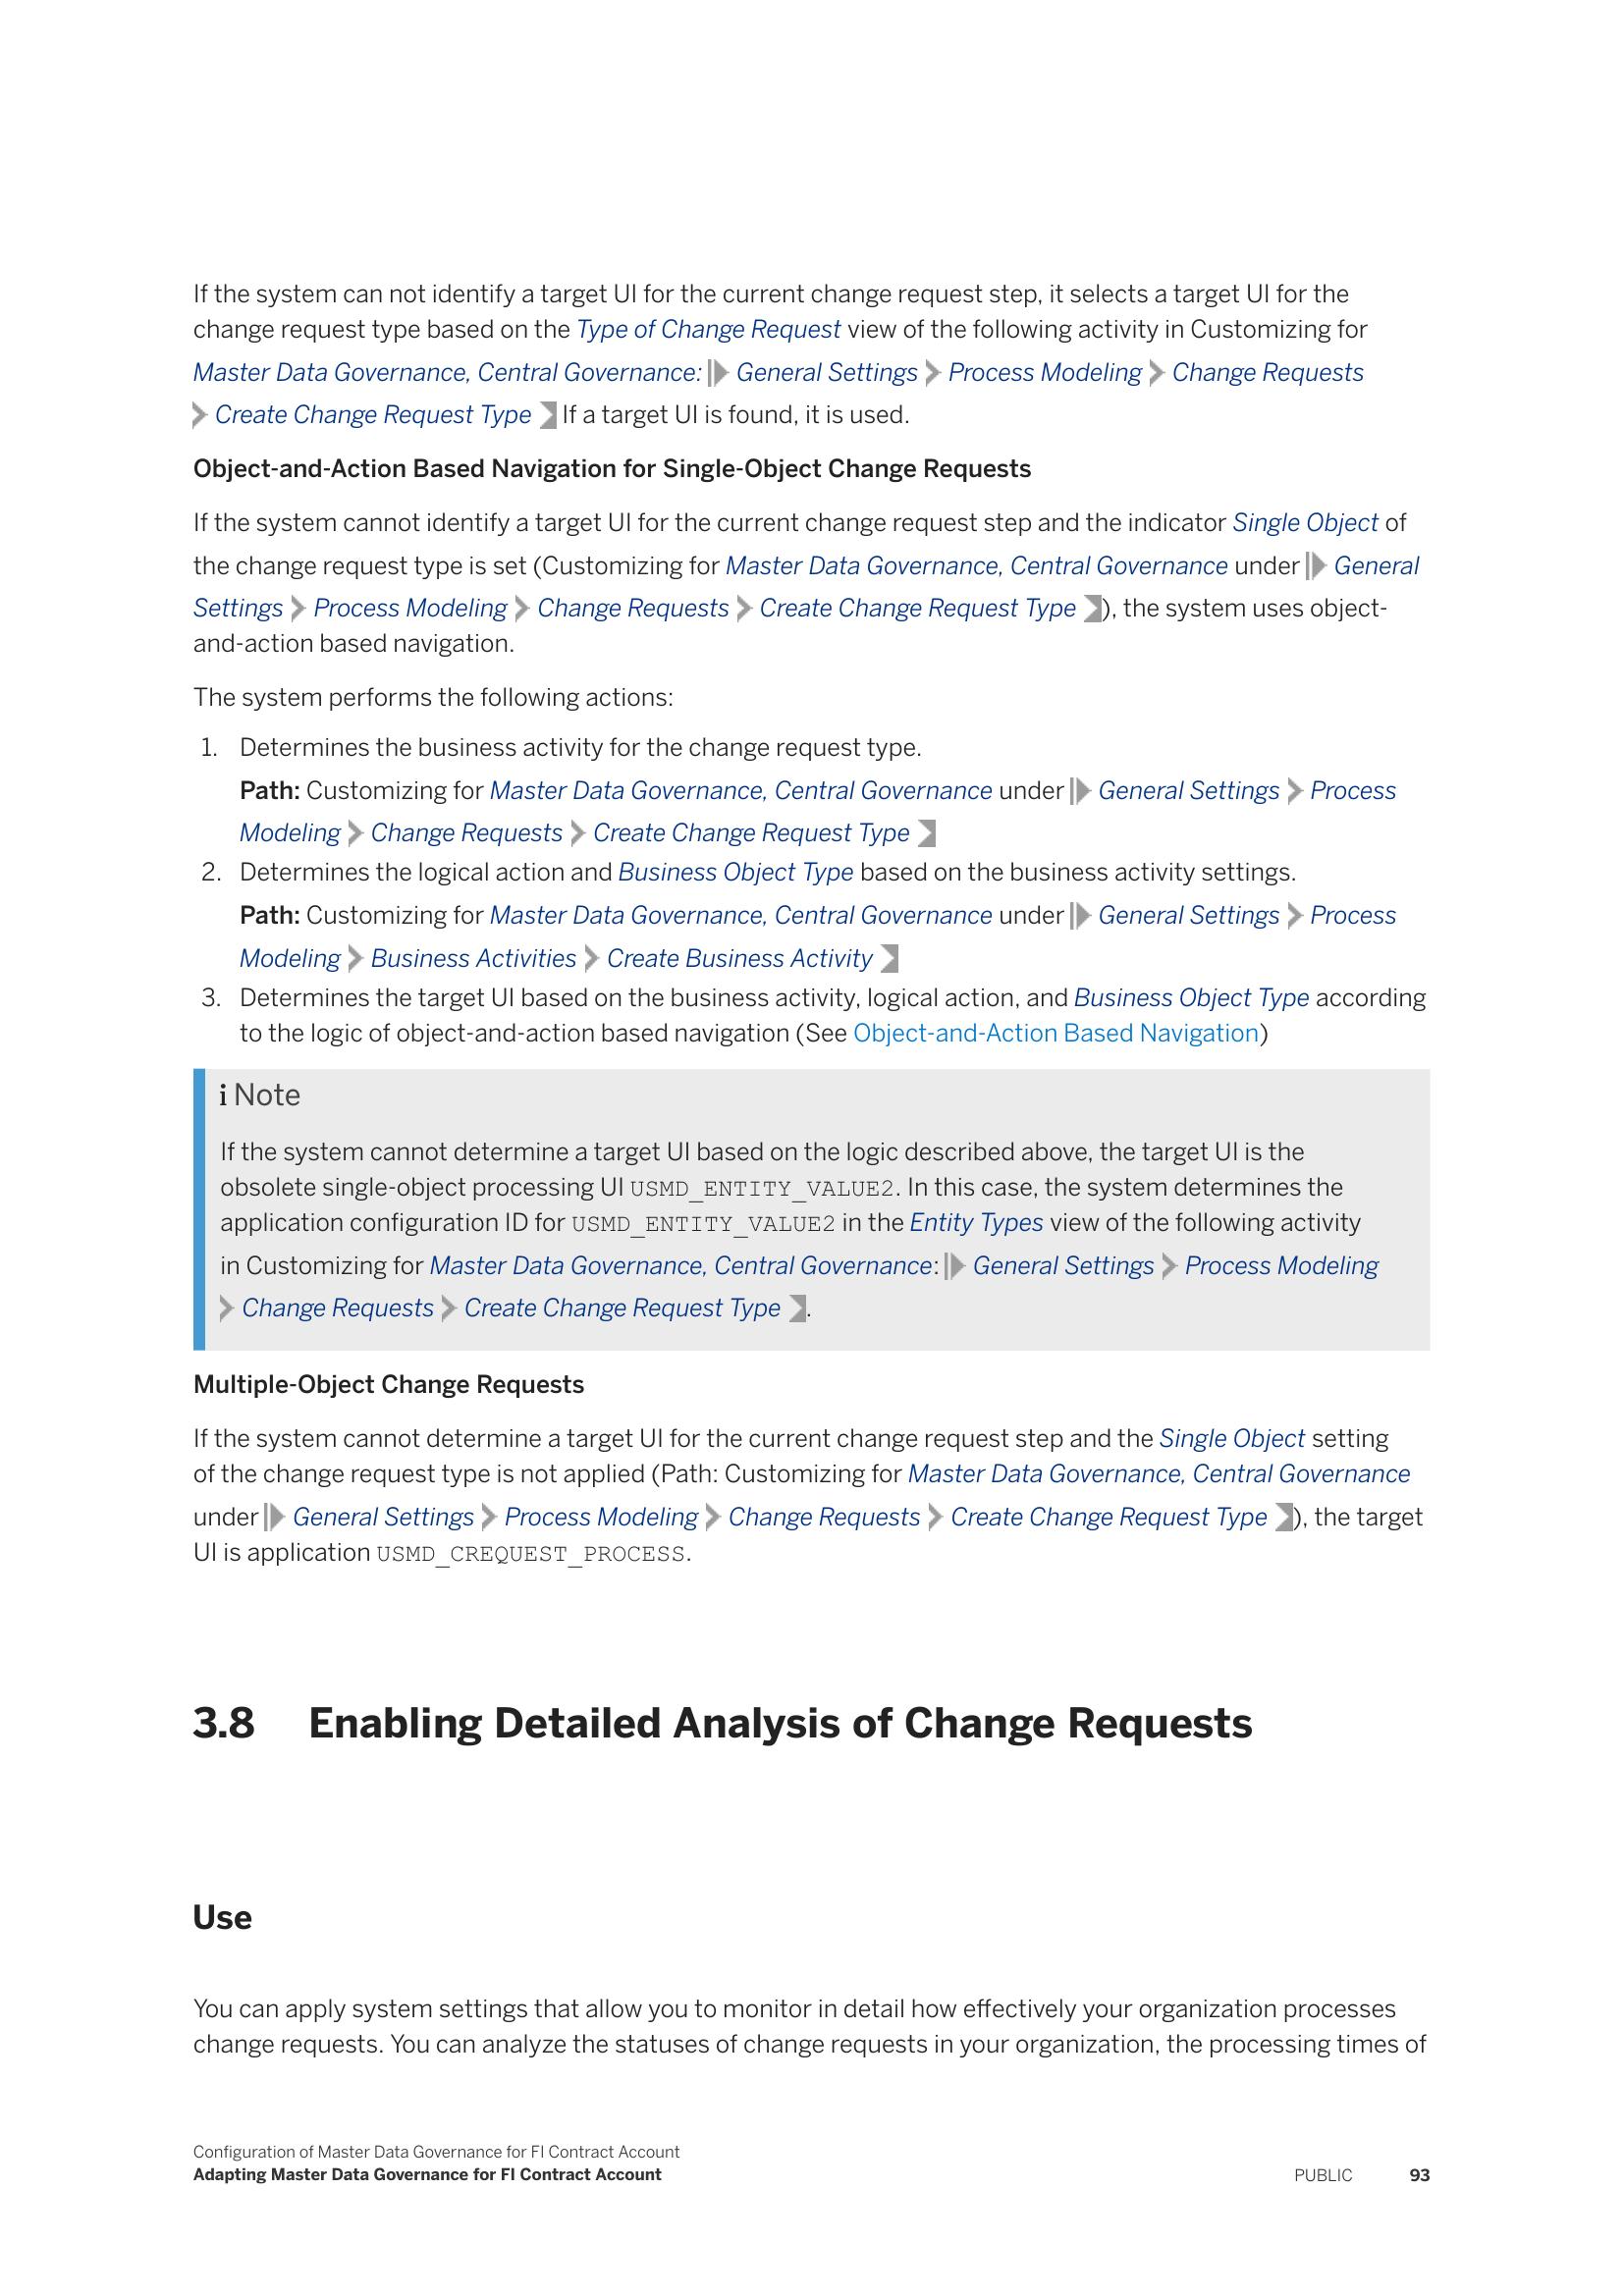 If the system can not identify a target UI for the current change request step, it selects a target UI for the
change request type based on the Type of Change Request view of the following activity in Customizing for
Master Data Governance, Central Governance: General Settings Process Modeling Change Requests
Create Change Request Type If a target UI is found, it is used.
Object-and-Action Based Navigation for Single-Object Change Requests
If the system cannot identify a target UI for the current change request step and the indicator Single Object of
the change request type is set (Customizing for Master Data Governance, Central Governance under General
Settings Process Modeling Change Requests Create Change Request Type ), the system uses object-
and-action based navigation.
The system performs the following actions:
1. Determines the business activity for the change request type.
Path: Customizing for Master Data Governance, Central Governance under General Settings Process
Modeling Change Requests Create Change Request Type
2. Determines the logical action and Business Object Type based on the business activity settings.
Path: Customizing for Master Data Governance, Central Governance under General Settings Process
Modeling Business Activities Create Business Activity
3. Determines the target UI based on the business activity, logical action, and Business Object Type according
to the logic of object-and-action based navigation (See Object-and-Action Based Navigation)
i Note
If the system cannot determine a target UI based on the logic described above, the target UI is the
obsolete single-object processing UI USMD_ENTITY_VALUE2. In this case, the system determines the
application configuration ID for USMD_ENTITY_VALUE2 in the Entity Types view of the following activity
in Customizing for Master Data Governance, Central Governance: General Settings Process Modeling
Change Requests Create Change Request Type .
Multiple-Object Change Requests
If the system cannot determine a target UI for the current change request step and the Single Object setting
of the change request type is not applied (Path: Customizing for Master Data Governance, Central Governance
under General Settings Process Modeling Change Requests Create Change Request Type ), the target
UI is application USMD_CREQUEST_PROCESS.
3.8 Enabling Detailed Analysis of Change Requests
Use
You can apply system settings that allow you to monitor in detail how effectively your organization processes
change requests. You can analyze the statuses of change requests in your organization, the processing times of
Configuration of Master Data Governance for FI Contract Account
Adapting Master Data Governance for FI Contract Account
PUBLIC 93